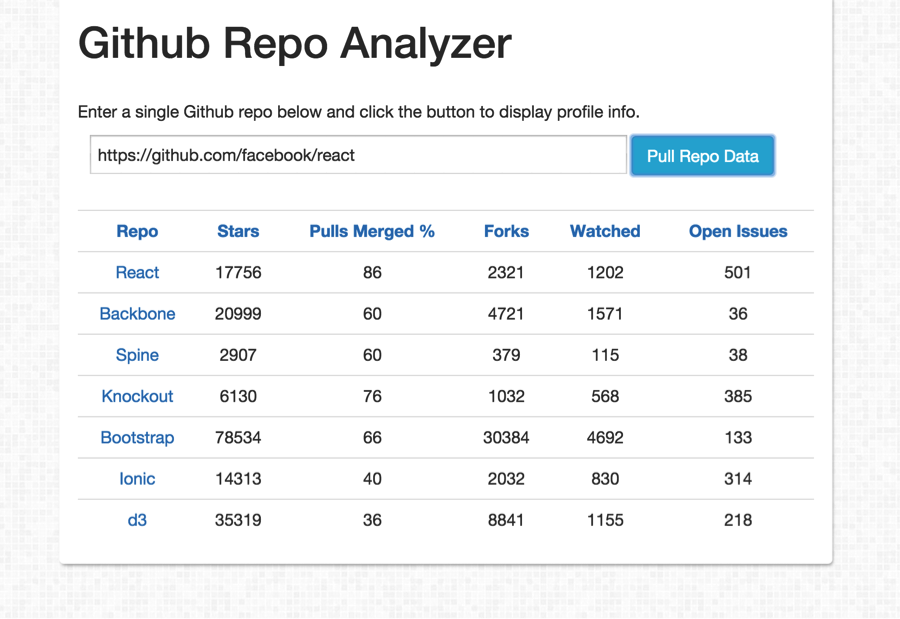 Github Repo Analyzer
Enter a single Github repo below and click the button to display profile info.
https://github.com/facebook/react Pull Repo Data
Repo Stars Pulls Merged % Forks Watched Open Issues
React 17756 86 2321 1202 501
Backbone 20999 60 4721 1571 36
Spine 2907 60 379 115 38
Knockout 6130 76 1032 568 385
Bootstrap 78534 66 30384 4692 133
Ionic 14313 40 2032 830 314
d3 35319 36 8841 1155 218